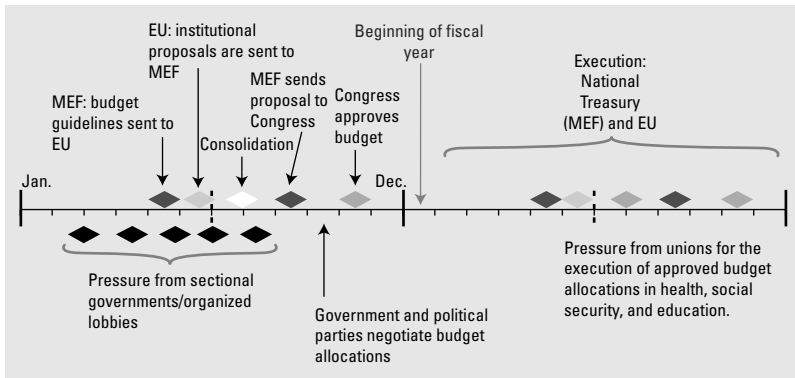 EU: institutional
proposals are sent to
MEF
Beginning of fiscal
year
MEF: budget
guidelines sent to
EU
Consolidation
MEF sends
proposal to
Congress
Congress
approves
budget
Execution:
National
Treasury
(MEF) and EU
Jan.
Dec.
Pressure from sectional
governments/organized
lobbies
Government and political
parties negotiate budget
allocations
Pressure from unions for the
execution of approved budget
allocations in health, social
security, and education.